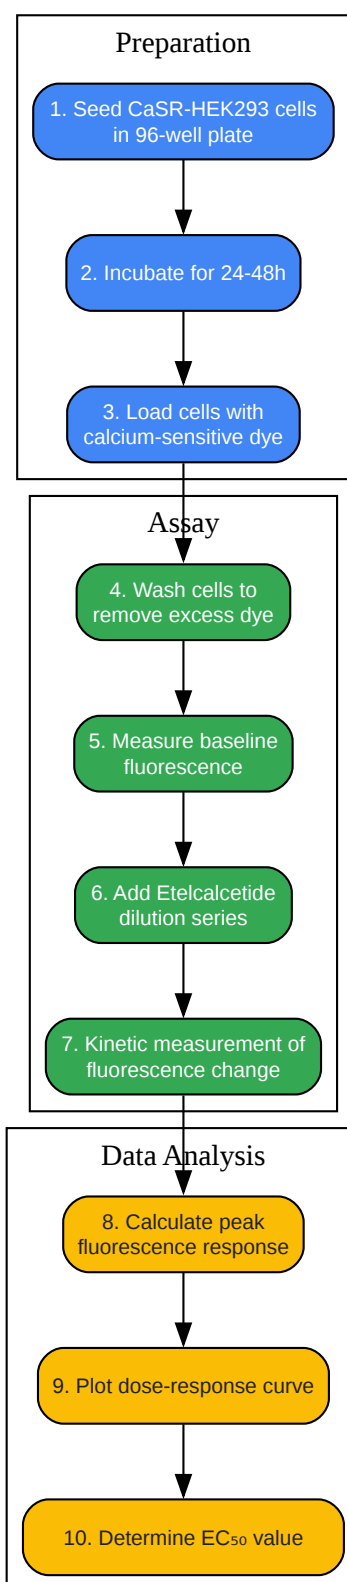 Preparation
1. Seed CaSR-HEK293 cells
in 96-well plate
2. Incubate for 24-48h
3. Load cells with
calcium-sensitive dye
Assay
4. Wash cells to
remove excess dye
5. Measure baseline
fluorescence
6. Add Etelcalcetide
dilution series
7. Kinetic measurement of
fluorescence change
Data Analysis
8. Calculate peak
fluorescence response
9. Plot dose-response curve
10. Determine EC₅₀ value